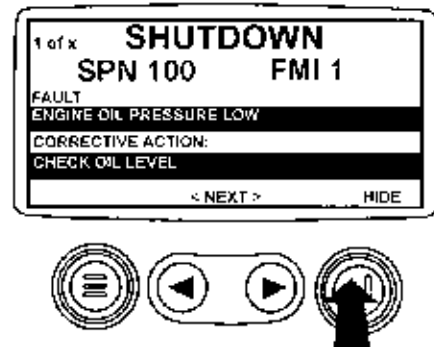 1 of x SHUTDOWN
SPN 100 FMI 1
FAULT
ENGINE OIL PRESSURE LOW
CORRECTIVE ACTION:
CHECK OIL LEVEL
< NEXT > HIDE